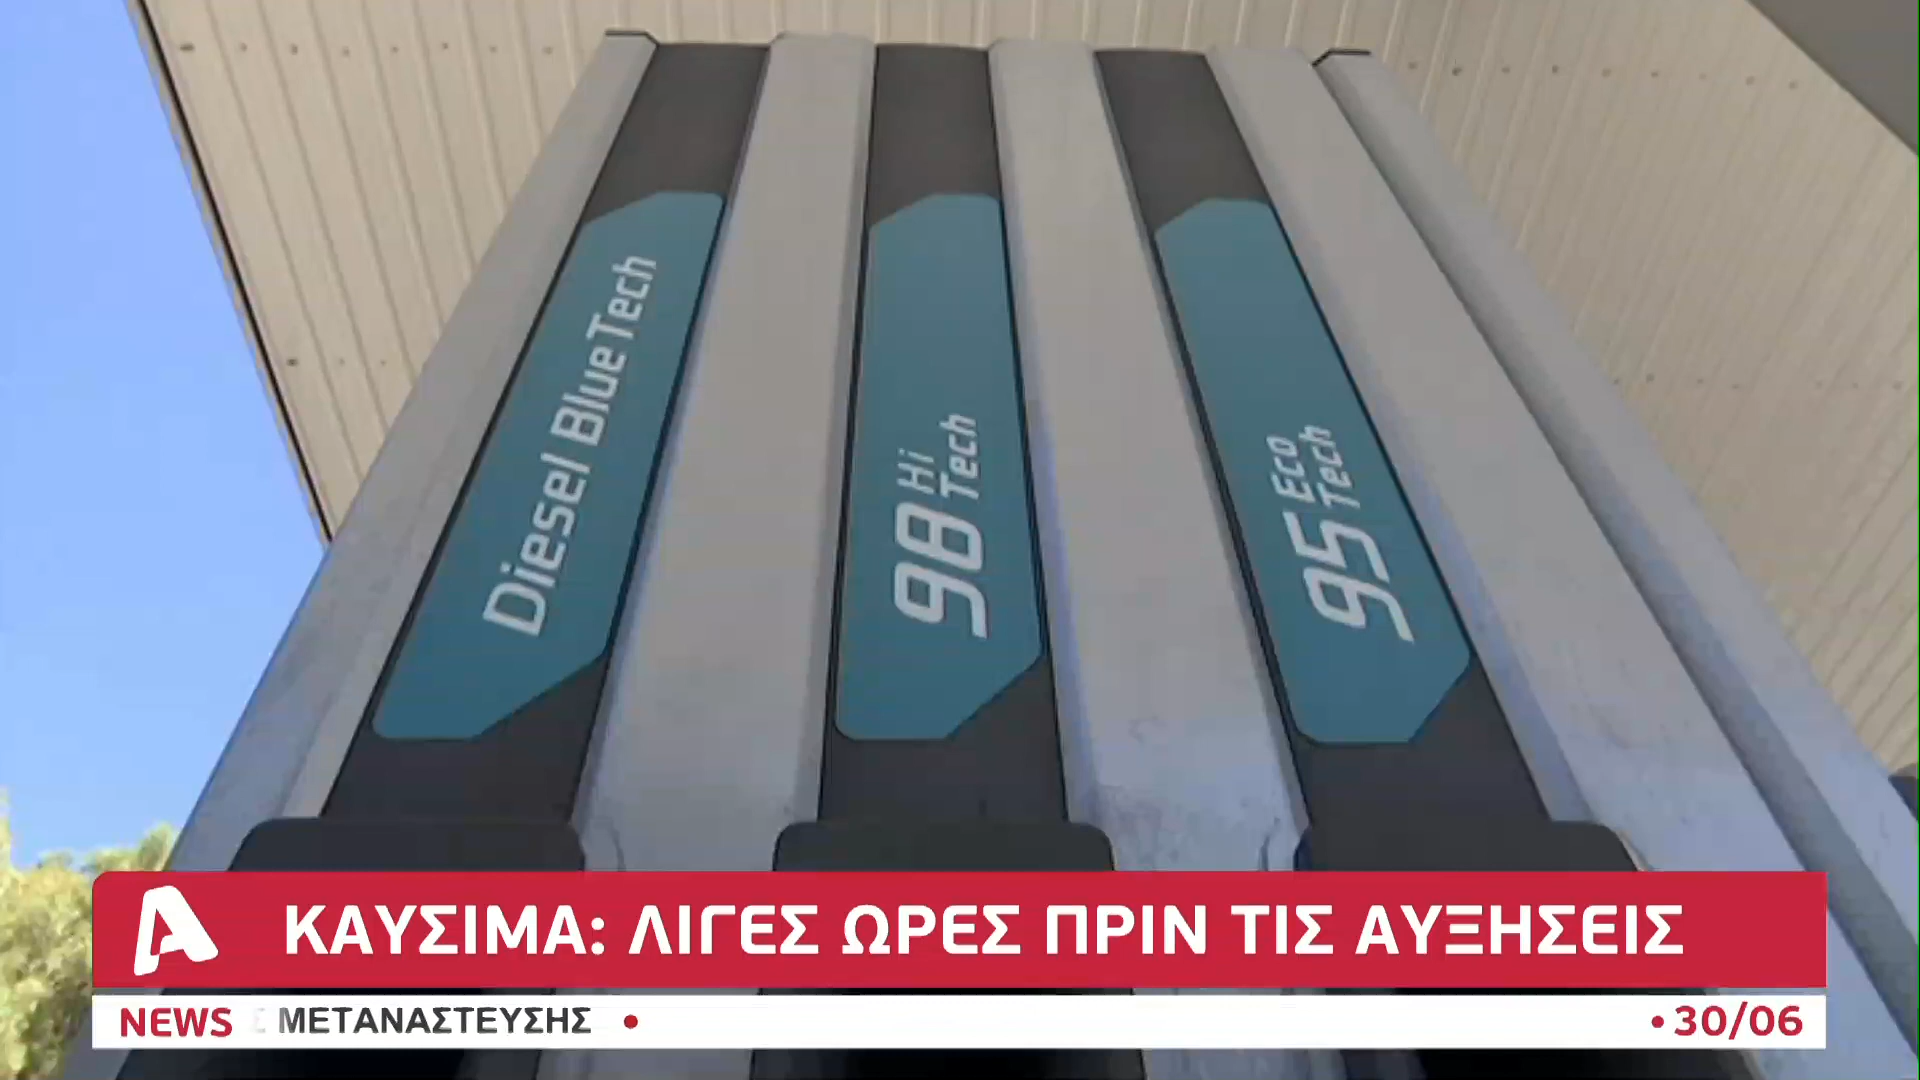 Diesel BlueTech
98 Hi Tech
95 Eco Tech
ΚΑΥΣΙΜΑ: ΛΙΓΕΣ ΩΡΕΣ ΠΡΙΝ ΤΙΣ ΑΥΞΗΣΕΙΣ
NEWS ΜΕΤΑΝΑΣΤΕΥΣΗΣ • • 30/06